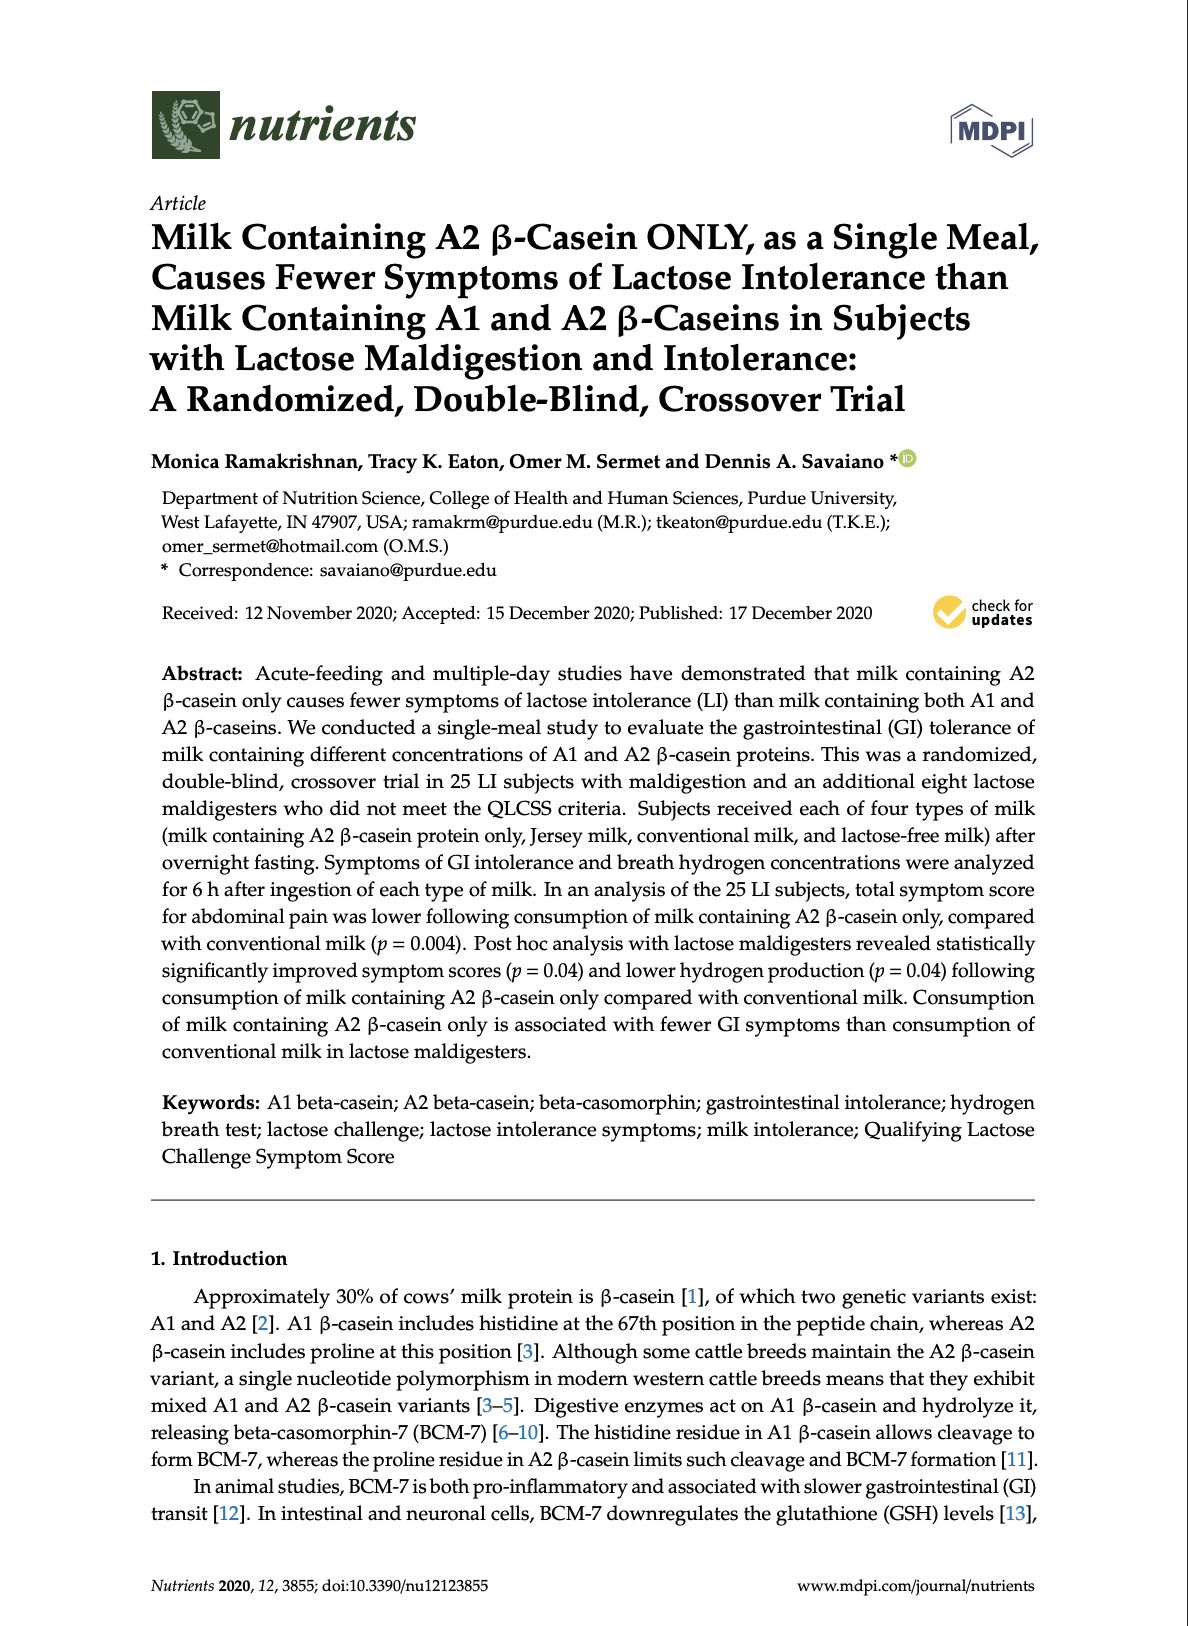 nutrients
MDPI
Article
Milk Containing A2 β-Casein ONLY, as a Single Meal,
Causes Fewer Symptoms of Lactose Intolerance than
Milk Containing A1 and A2 β-Caseins in Subjects
with Lactose Maldigestion and Intolerance:
A Randomized, Double-Blind, Crossover Trial
Monica Ramakrishnan, Tracy K. Eaton, Omer M. Sermet and Dennis A. Savaiano * iD
Department of Nutrition Science, College of Health and Human Sciences, Purdue University,
West Lafayette, IN 47907, USA; ramakrm@purdue.edu (M.R.); tkeaton@purdue.edu (T.K.E.);
omer_sermet@hotmail.com (O.M.S.)
* Correspondence: savaiano@purdue.edu
Received: 12 November 2020; Accepted: 15 December 2020; Published: 17 December 2020
check for
updates
Abstract: Acute-feeding and multiple-day studies have demonstrated that milk containing A2
β-casein only causes fewer symptoms of lactose intolerance (LI) than milk containing both A1 and
A2 β-caseins. We conducted a single-meal study to evaluate the gastrointestinal (GI) tolerance of
milk containing different concentrations of A1 and A2 β-casein proteins. This was a randomized,
double-blind, crossover trial in 25 LI subjects with maldigestion and an additional eight lactose
maldigesters who did not meet the QLCSS criteria. Subjects received each of four types of milk
(milk containing A2 β-casein protein only, Jersey milk, conventional milk, and lactose-free milk) after
overnight fasting. Symptoms of GI intolerance and breath hydrogen concentrations were analyzed
for 6 h after ingestion of each type of milk. In an analysis of the 25 LI subjects, total symptom score
for abdominal pain was lower following consumption of milk containing A2 β-casein only, compared
with conventional milk (p = 0.004). Post hoc analysis with lactose maldigesters revealed statistically
significantly improved symptom scores (p = 0.04) and lower hydrogen production (p = 0.04) following
consumption of milk containing A2 β-casein only compared with conventional milk. Consumption
of milk containing A2 β-casein only is associated with fewer GI symptoms than consumption of
conventional milk in lactose maldigesters.
Keywords: A1 beta-casein; A2 beta-casein; beta-casomorphin; gastrointestinal intolerance; hydrogen
breath test; lactose challenge; lactose intolerance symptoms; milk intolerance; Qualifying Lactose
Challenge Symptom Score
1. Introduction
Approximately 30% of cows’ milk protein is β-casein [1], of which two genetic variants exist:
A1 and A2 [2]. A1 β-casein includes histidine at the 67th position in the peptide chain, whereas A2
β-casein includes proline at this position [3]. Although some cattle breeds maintain the A2 β-casein
variant, a single nucleotide polymorphism in modern western cattle breeds means that they exhibit
mixed A1 and A2 β-casein variants [3–5]. Digestive enzymes act on A1 β-casein and hydrolyze it,
releasing beta-casomorphin-7 (BCM-7) [6–10]. The histidine residue in A1 β-casein allows cleavage to
form BCM-7, whereas the proline residue in A2 β-casein limits such cleavage and BCM-7 formation [11].
In animal studies, BCM-7 is both pro-inflammatory and associated with slower gastrointestinal (GI)
transit [12]. In intestinal and neuronal cells, BCM-7 downregulates the glutathione (GSH) levels [13],
Nutrients 2020, 12, 3855; doi:10.3390/nu12123855
www.mdpi.com/journal/nutrients